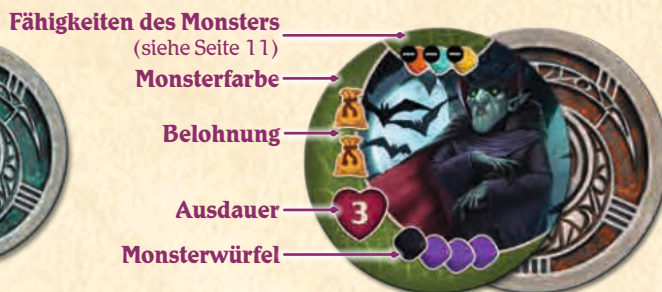 Fähigkeiten des Monsters
(siehe Seite 11)
Monsterfarbe
Belohnung
Ausdauer
3
Monsterwürfel